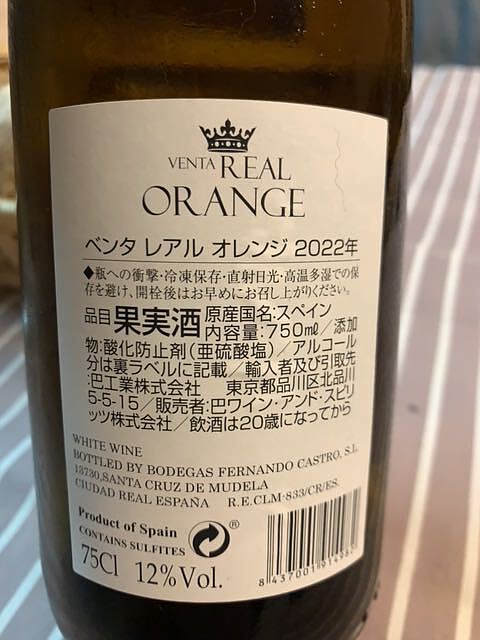 VENTA REAL
ORANGE
ベンタ レアル オレンジ 2022年
◆瓶への衝撃・冷凍保存・直射日光・高温多湿での保
存を避け、開栓後はお早めにお召し上がりください。
品目 果実酒 原産国名:スペイン
内容量:750㎖/添加
物:酸化防止剤(亜硫酸塩)/アルコール
分は裏ラベルに記載/輸入者及び引取先
:巴工業株式会社 東京都品川区北品川
5-5-15/販売者:巴ワイン・アンド・スピリ
ッツ株式会社/飲酒は20歳になってから
WHITE WINE
BOTTLED BY BODEGAS FERNANDO CASTRO, S.L.
13730,SANTA CRUZ DE MUDELA
CIUDAD REAL ESPAÑA R.E.CLM-833/CR/ES.
Product of Spain
CONTAINS SULFITES ®
75Cl 12%Vol.